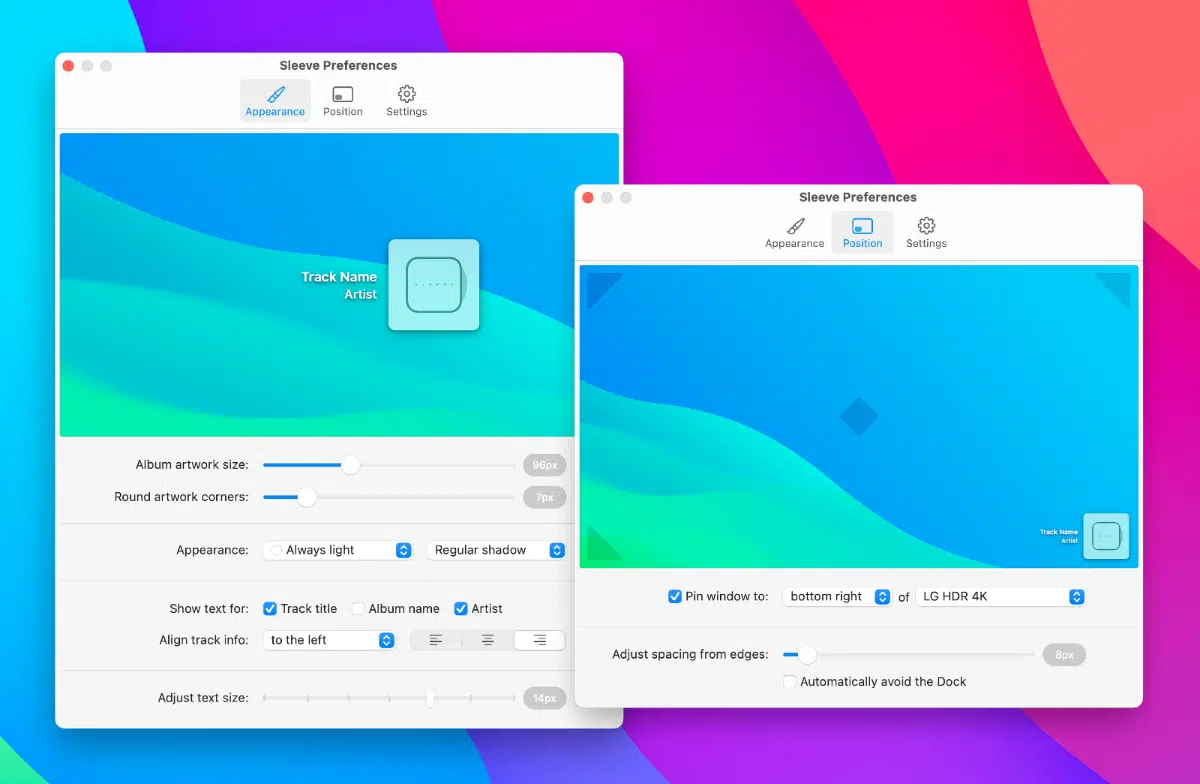 Sleeve Preferences
Appearance Position Settings
Track Name
Artist
Album artwork size: 96px
Round artwork corners: 7px
Appearance: Always light Regular shadow
Show text for: Track title Album name Artist
Align track info: to the left
Adjust text size: 14px
Sleeve Preferences
Appearance Position Settings
Track Name
Artist
Pin window to: bottom right of LG HDR 4K
Adjust spacing from edges: 8px
Automatically avoid the Dock